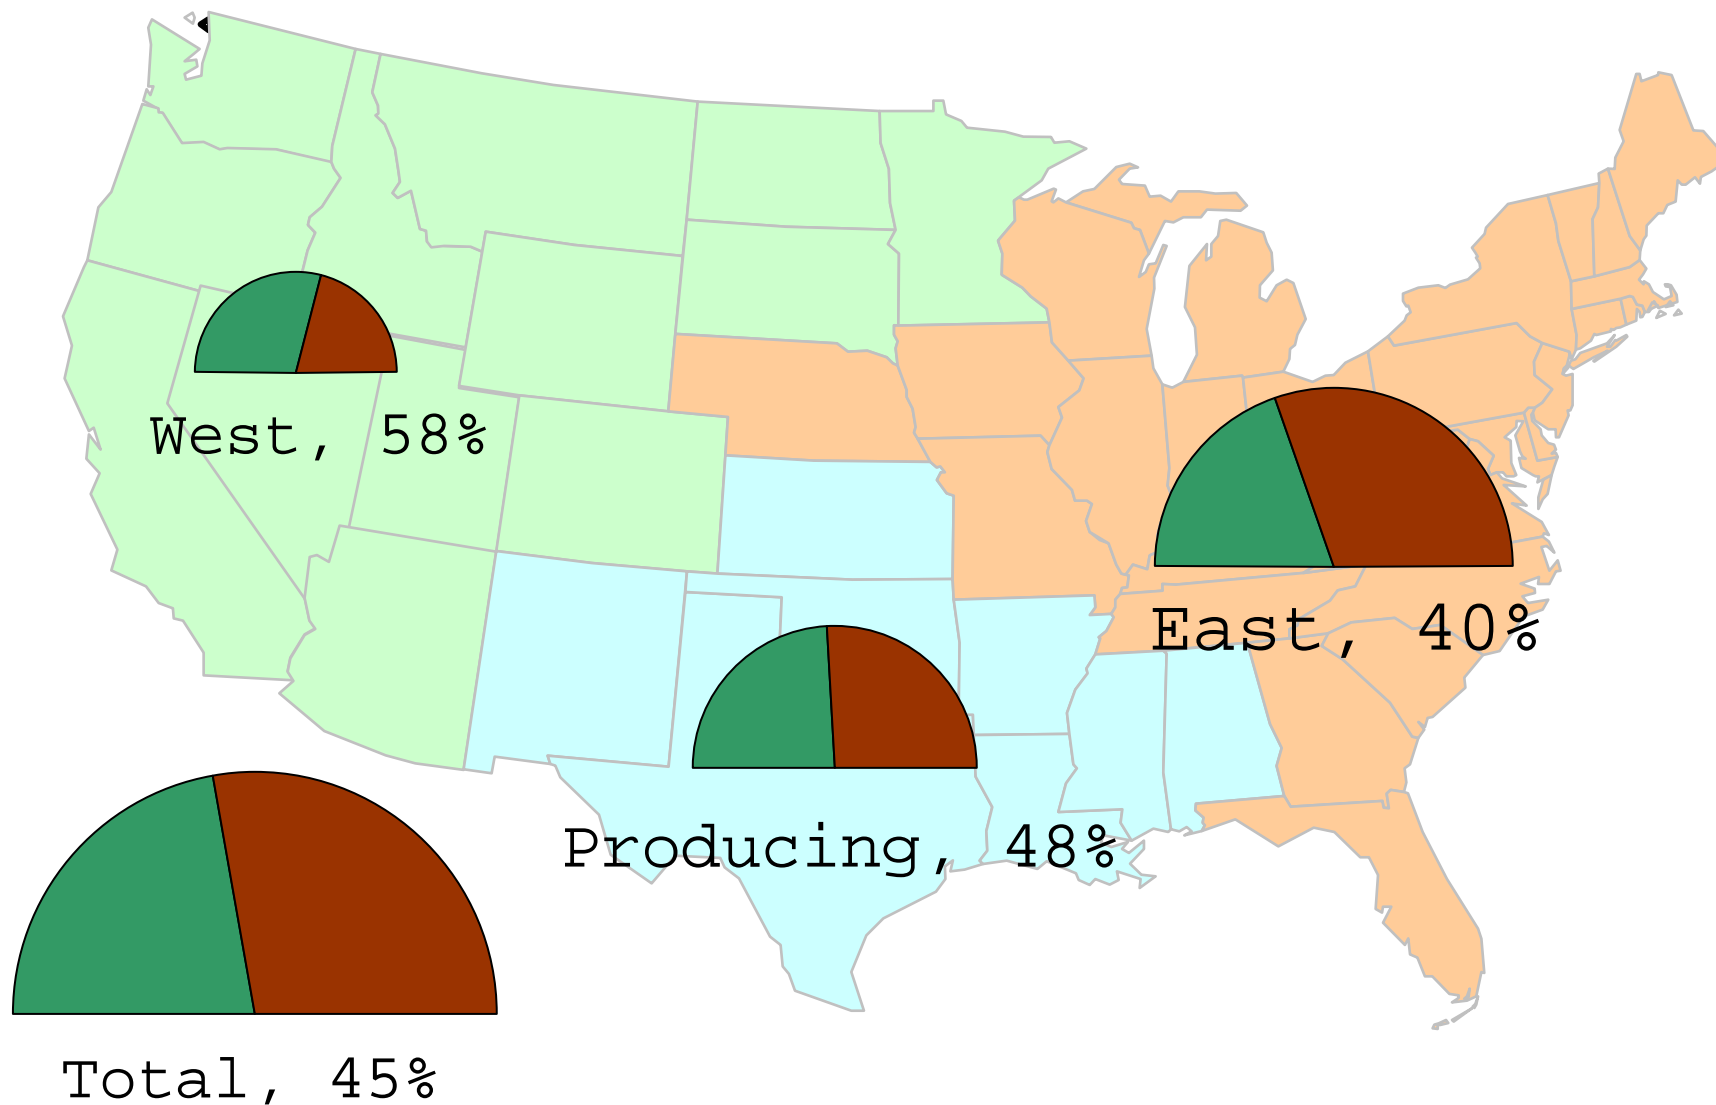 West, 58%
East, 40%
Producing, 48%
Total, 45%